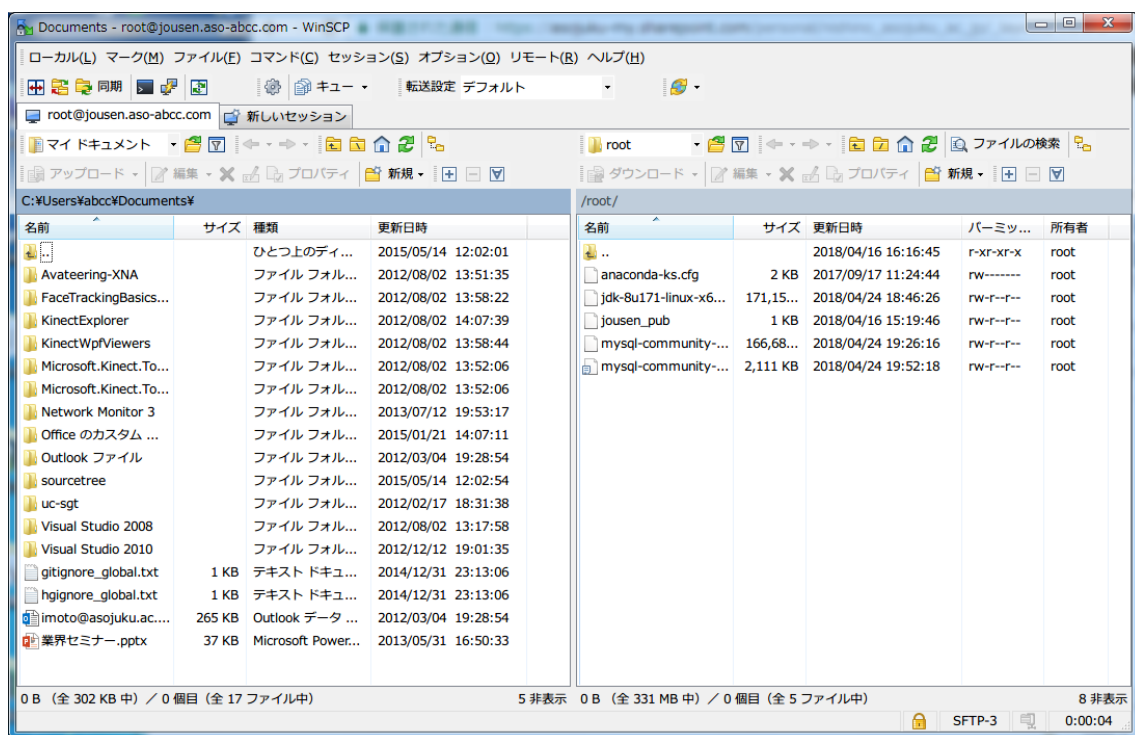 Documents - root@jousen.aso-abcc.com - WinSCP
ローカル(L) マーク(M) ファイル(F) コマンド(C) セッション(S) オプション(O) リモート(R) ヘルプ(H)
同期 キュー 転送設定 デフォルト
root@jousen.aso-abcc.com 新しいセッション
マイ ドキュメント root ファイルの検索
アップロード 編集 プロパティ 新規 ダウンロード 編集 プロパティ 新規
C:¥Users¥abcc¥Documents¥ /root/
名前 サイズ 種類 更新日時 名前 サイズ 更新日時 パーミッ... 所有者
.. ひとつ上のディ... 2015/05/14 12:02:01 .. 2018/04/16 16:16:45 r-xr-xr-x root
Avateering-XNA ファイル フォル... 2012/08/02 13:51:35 anaconda-ks.cfg 2 KB 2017/09/17 11:24:44 rw------- root
FaceTrackingBasics... ファイル フォル... 2012/08/02 13:58:22 jdk-8u171-linux-x6... 171,15... 2018/04/24 18:46:26 rw-r--r-- root
KinectExplorer ファイル フォル... 2012/08/02 14:07:39 jousen_pub 1 KB 2018/04/16 15:19:46 rw-r--r-- root
KinectWpfViewers ファイル フォル... 2012/08/02 13:58:44 mysql-community-... 166,68... 2018/04/24 19:26:16 rw-r--r-- root
Microsoft.Kinect.To... ファイル フォル... 2012/08/02 13:52:06 mysql-community-... 2,111 KB 2018/04/24 19:52:18 rw-r--r-- root
Microsoft.Kinect.To... ファイル フォル... 2012/08/02 13:52:06
Network Monitor 3 ファイル フォル... 2013/07/12 19:53:17
Office のカスタム ... ファイル フォル... 2015/01/21 14:07:11
Outlook ファイル ファイル フォル... 2012/03/04 19:28:54
sourcetree ファイル フォル... 2015/05/14 12:02:54
uc-sgt ファイル フォル... 2012/02/17 18:31:38
Visual Studio 2008 ファイル フォル... 2012/08/02 13:17:58
Visual Studio 2010 ファイル フォル... 2012/12/12 19:01:35
gitignore_global.txt 1 KB テキスト ドキュ... 2014/12/31 23:13:06
hgignore_global.txt 1 KB テキスト ドキュ... 2014/12/31 23:13:06
imoto@asojuku.ac.... 265 KB Outlook データ ... 2012/03/04 19:28:54
業界セミナー.pptx 37 KB Microsoft Power... 2013/05/31 16:50:33
0 B (全 302 KB 中) / 0 個目 (全 17 ファイル中) 5 非表示 0 B (全 331 MB 中) / 0 個目 (全 5 ファイル中) 8 非表示
SFTP-3 0:00:04